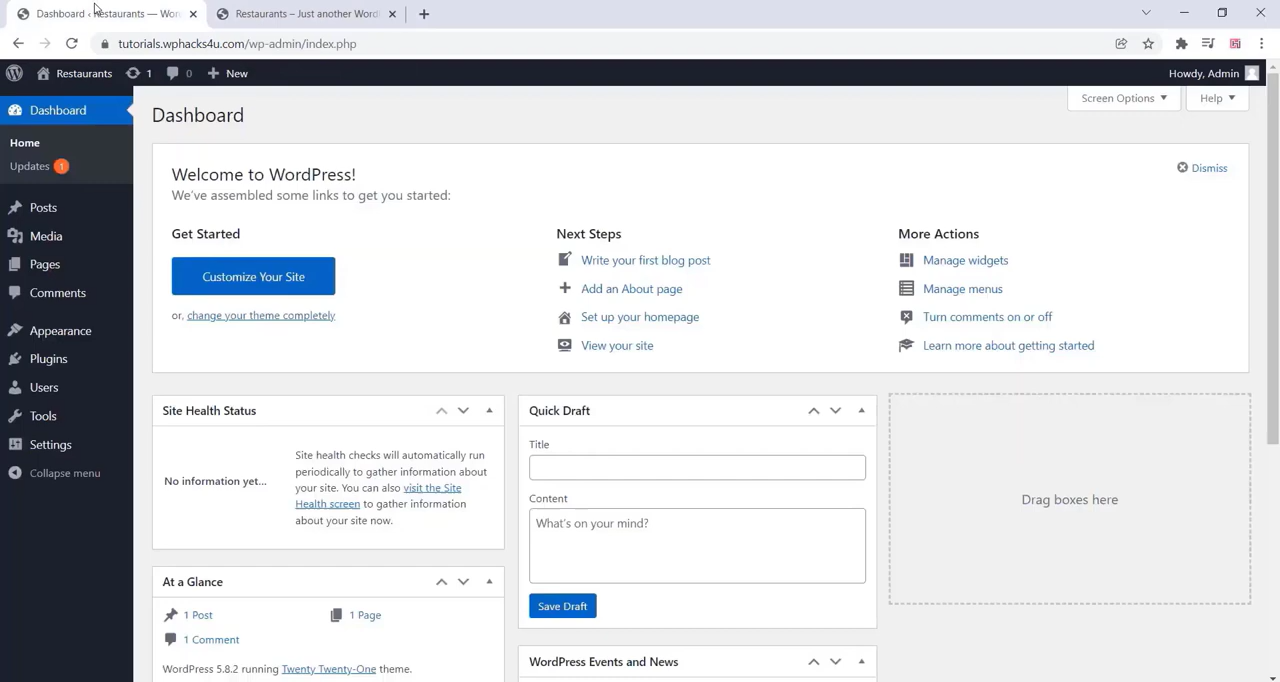 Dashboard ‹ Restaurants — Wor
Restaurants – Just another Word
tutorials.wphacks4u.com/wp-admin/index.php
Restaurants
1
0
New
Howdy, Admin
Dashboard
Home
Updates 1
Posts
Media
Pages
Comments
Appearance
Plugins
Users
Tools
Settings
Collapse menu
Dashboard
Screen Options
Help
Welcome to WordPress!
We've assembled some links to get you started:
Dismiss
Get Started
Customize Your Site
or, change your theme completely
Next Steps
Write your first blog post
Add an About page
Set up your homepage
View your site
More Actions
Manage widgets
Manage menus
Turn comments on or off
Learn more about getting started
Site Health Status
No information yet...
Site health checks will automatically run
periodically to gather information about
your site. You can also visit the Site
Health screen to gather information
about your site now.
At a Glance
1 Post
1 Page
1 Comment
WordPress 5.8.2 running Twenty Twenty-One theme.
Quick Draft
Title
Content
What's on your mind?
Save Draft
WordPress Events and News
Drag boxes here